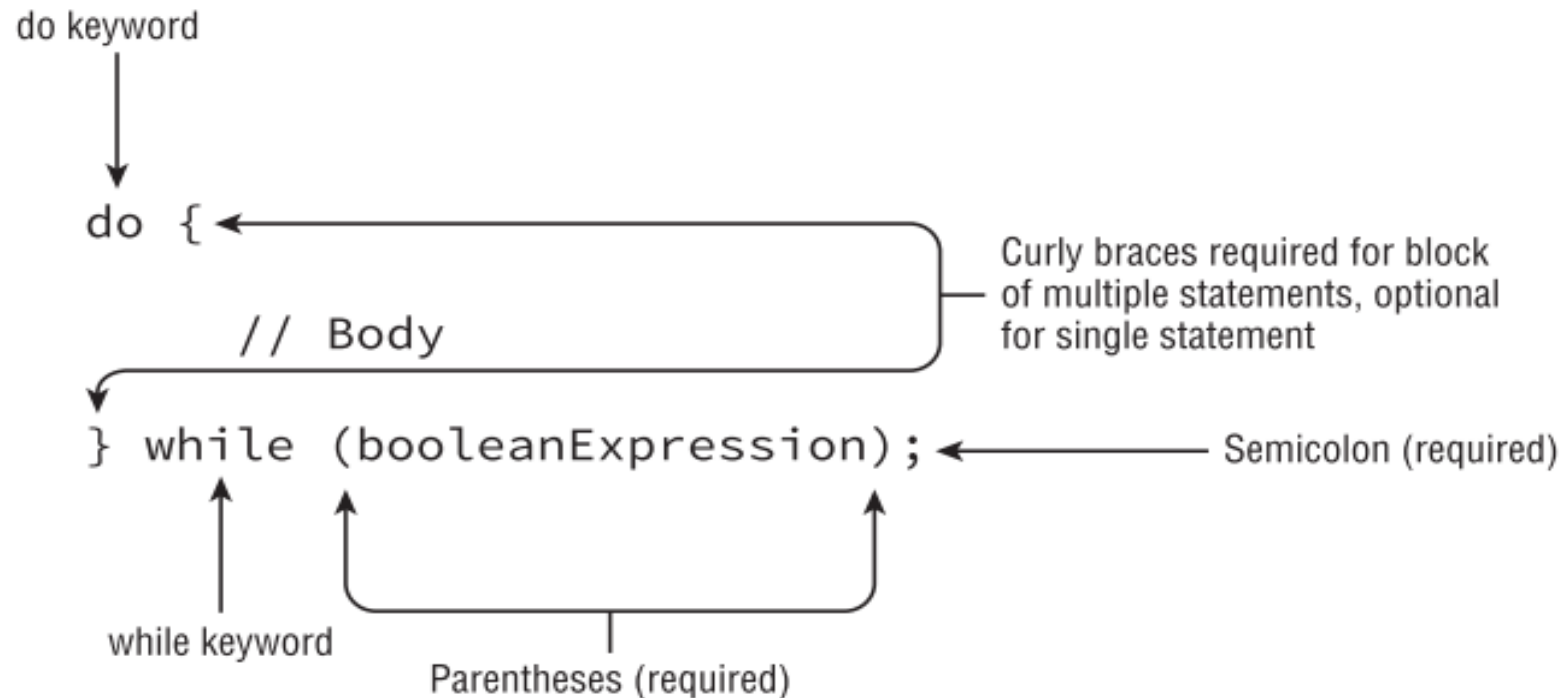 do keyword
do {
Curly braces required for block
of multiple statements, optional
for single statement
// Body
} while (booleanExpression);
Semicolon (required)
while keyword
Parentheses (required)